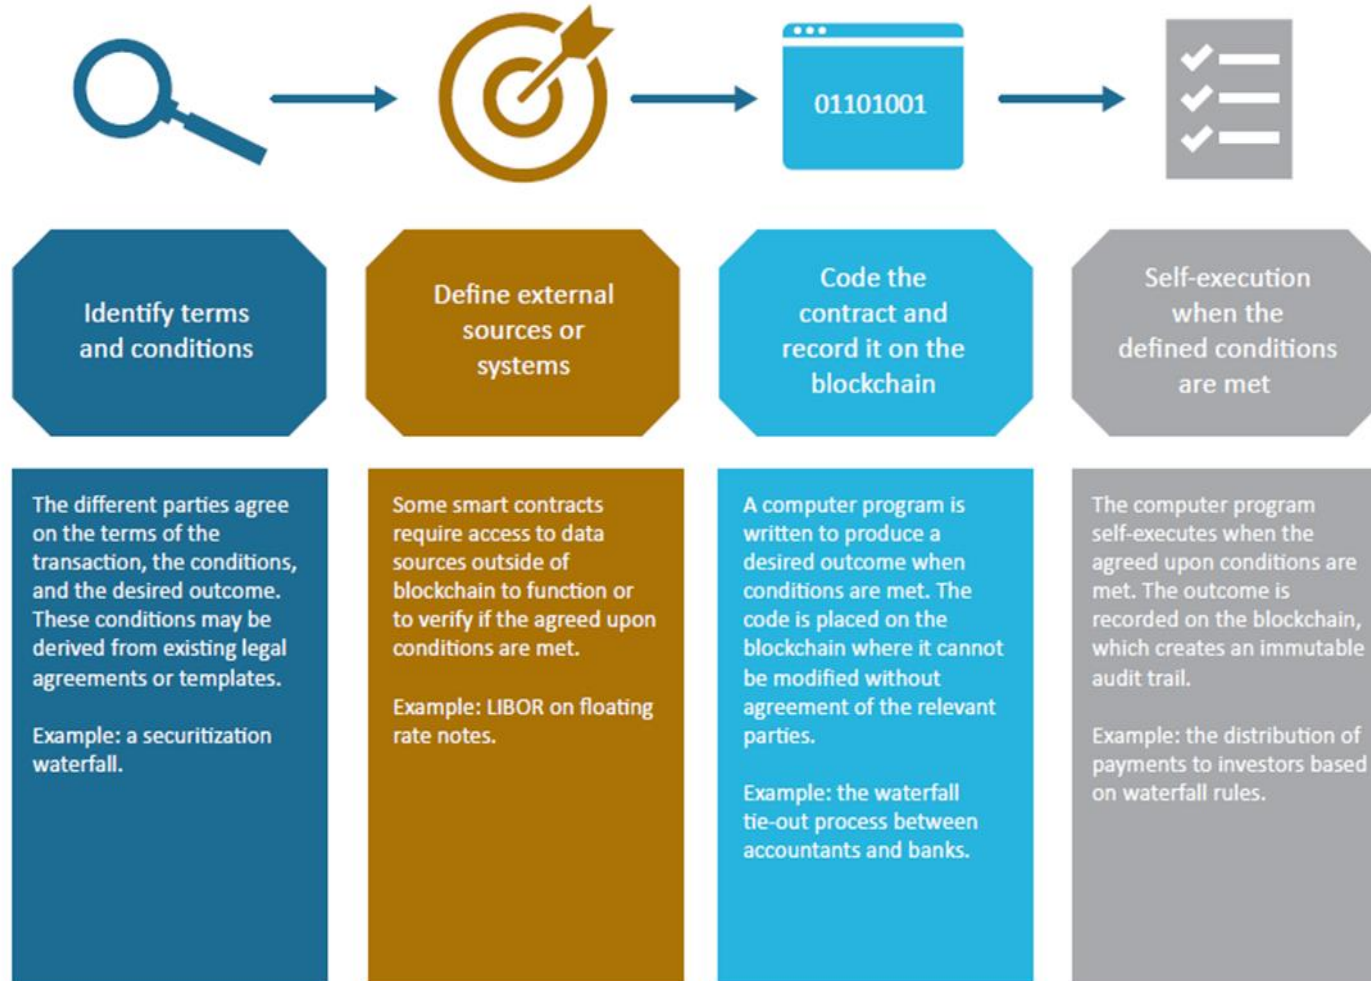 01101001
Identify terms
and conditions
Define external
sources or
systems
Code the
contract and
record it on the
blockchain
Self-execution
when the
defined conditions
are met
The different parties agree
on the terms of the
transaction, the conditions,
and the desired outcome.
These conditions may be
derived from existing legal
agreements or templates.
Example: a securitization
waterfall.
Some smart contracts
require access to data
sources outside of
blockchain to function or
to verify if the agreed upon
conditions are met.
Example: LIBOR on floating
rate notes.
A computer program is
written to produce a
desired outcome when
conditions are met. The
code is placed on the
blockchain where it cannot
be modified without
agreement of the relevant
parties.
Example: the waterfall
tie-out process between
accountants and banks.
The computer program
self-executes when the
agreed upon conditions are
met. The outcome is
recorded on the blockchain,
which creates an immutable
audit trail.
Example: the distribution of
payments to investors based
on waterfall rules.